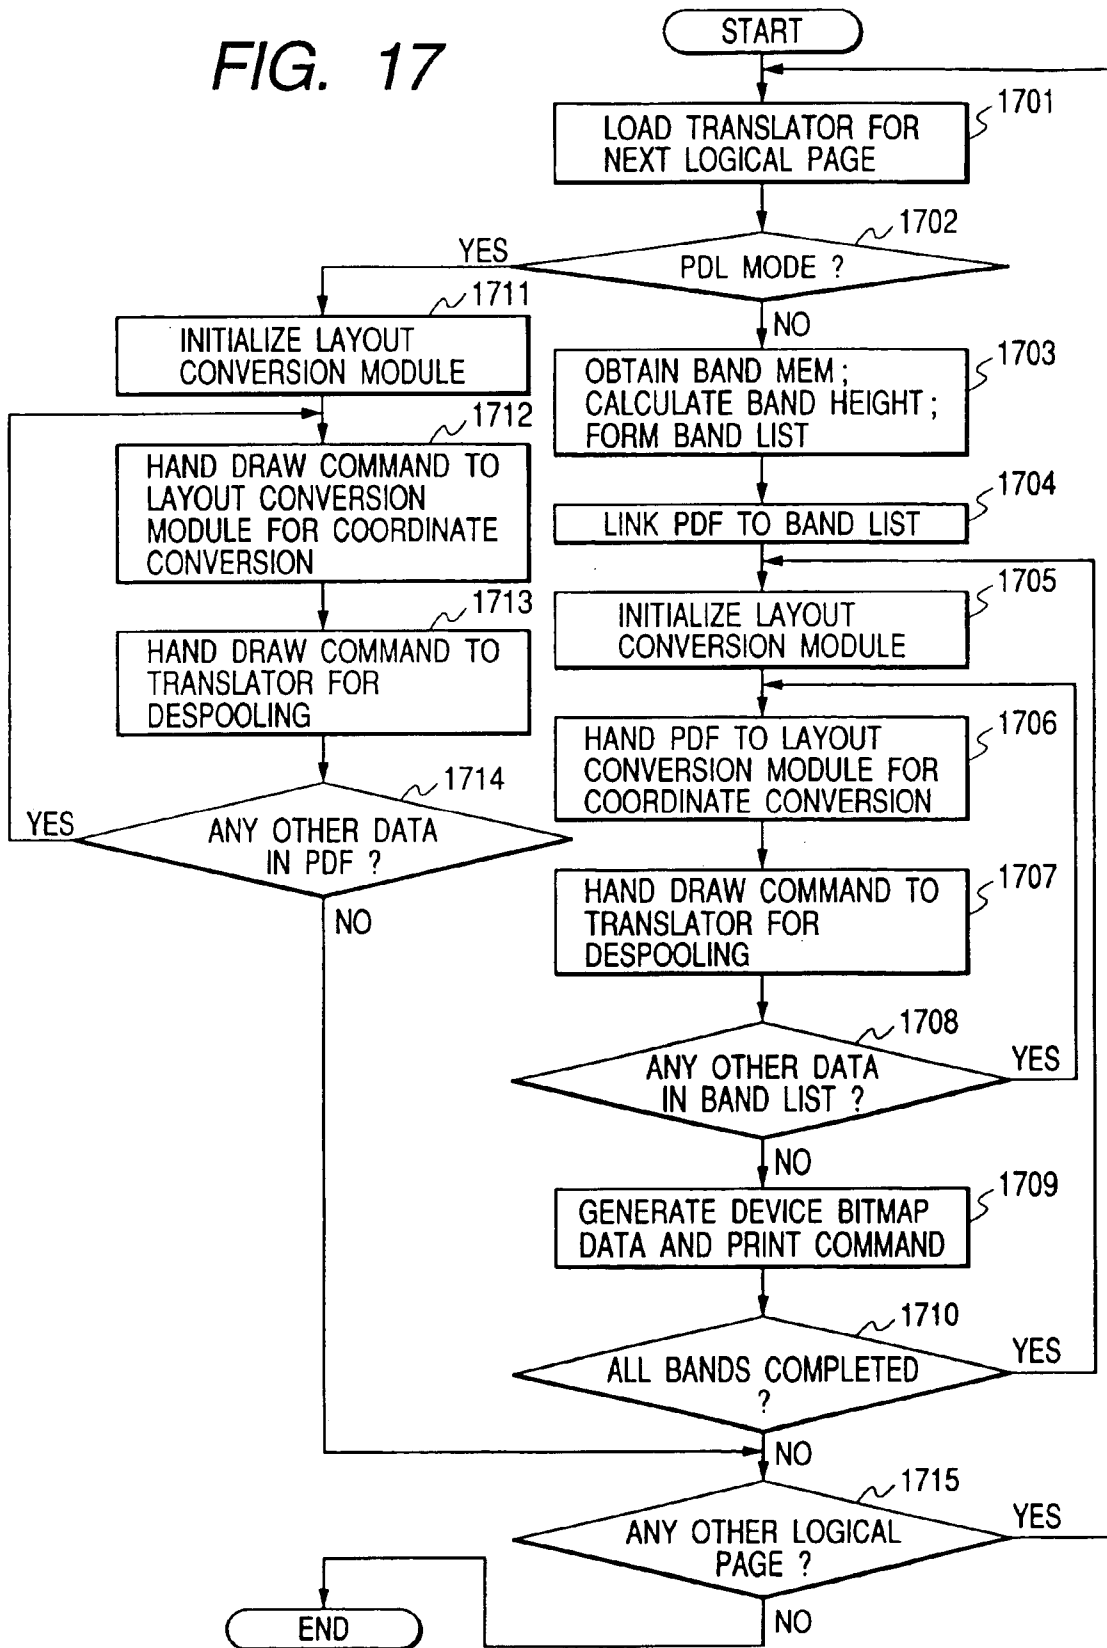 FIG. 17
START
1701
LOAD TRANSLATOR FOR
NEXT LOGICAL PAGE
1702
PDL MODE ?
YES
NO
1711
INITIALIZE LAYOUT
CONVERSION MODULE
1712
HAND DRAW COMMAND TO
LAYOUT CONVERSION
MODULE FOR COORDINATE
CONVERSION
1713
HAND DRAW COMMAND TO
TRANSLATOR FOR
DESPOOLING
1714
ANY OTHER DATA
IN PDF ?
YES
NO
1703
OBTAIN BAND MEM ;
CALCULATE BAND HEIGHT ;
FORM BAND LIST
1704
LINK PDF TO BAND LIST
1705
INITIALIZE LAYOUT
CONVERSION MODULE
1706
HAND PDF TO LAYOUT
CONVERSION MODULE FOR
COORDINATE CONVERSION
1707
HAND DRAW COMMAND TO
TRANSLATOR FOR
DESPOOLING
1708
ANY OTHER DATA
IN BAND LIST ?
YES
NO
1709
GENERATE DEVICE BITMAP
DATA AND PRINT COMMAND
1710
ALL BANDS COMPLETED
?
YES
NO
1715
ANY OTHER LOGICAL
PAGE ?
YES
NO
END